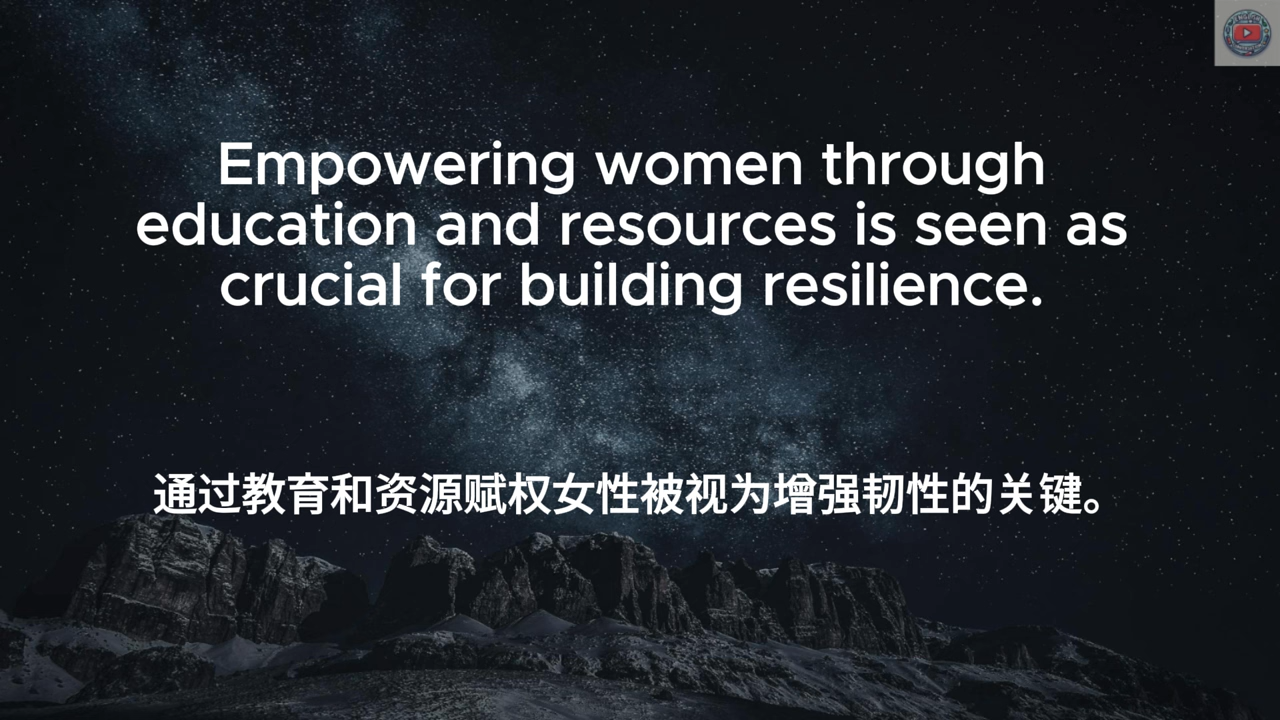 Empowering women through
education and resources is seen as
crucial for building resilience.
通过教育和资源赋权女性被视为增强韧性的关键。